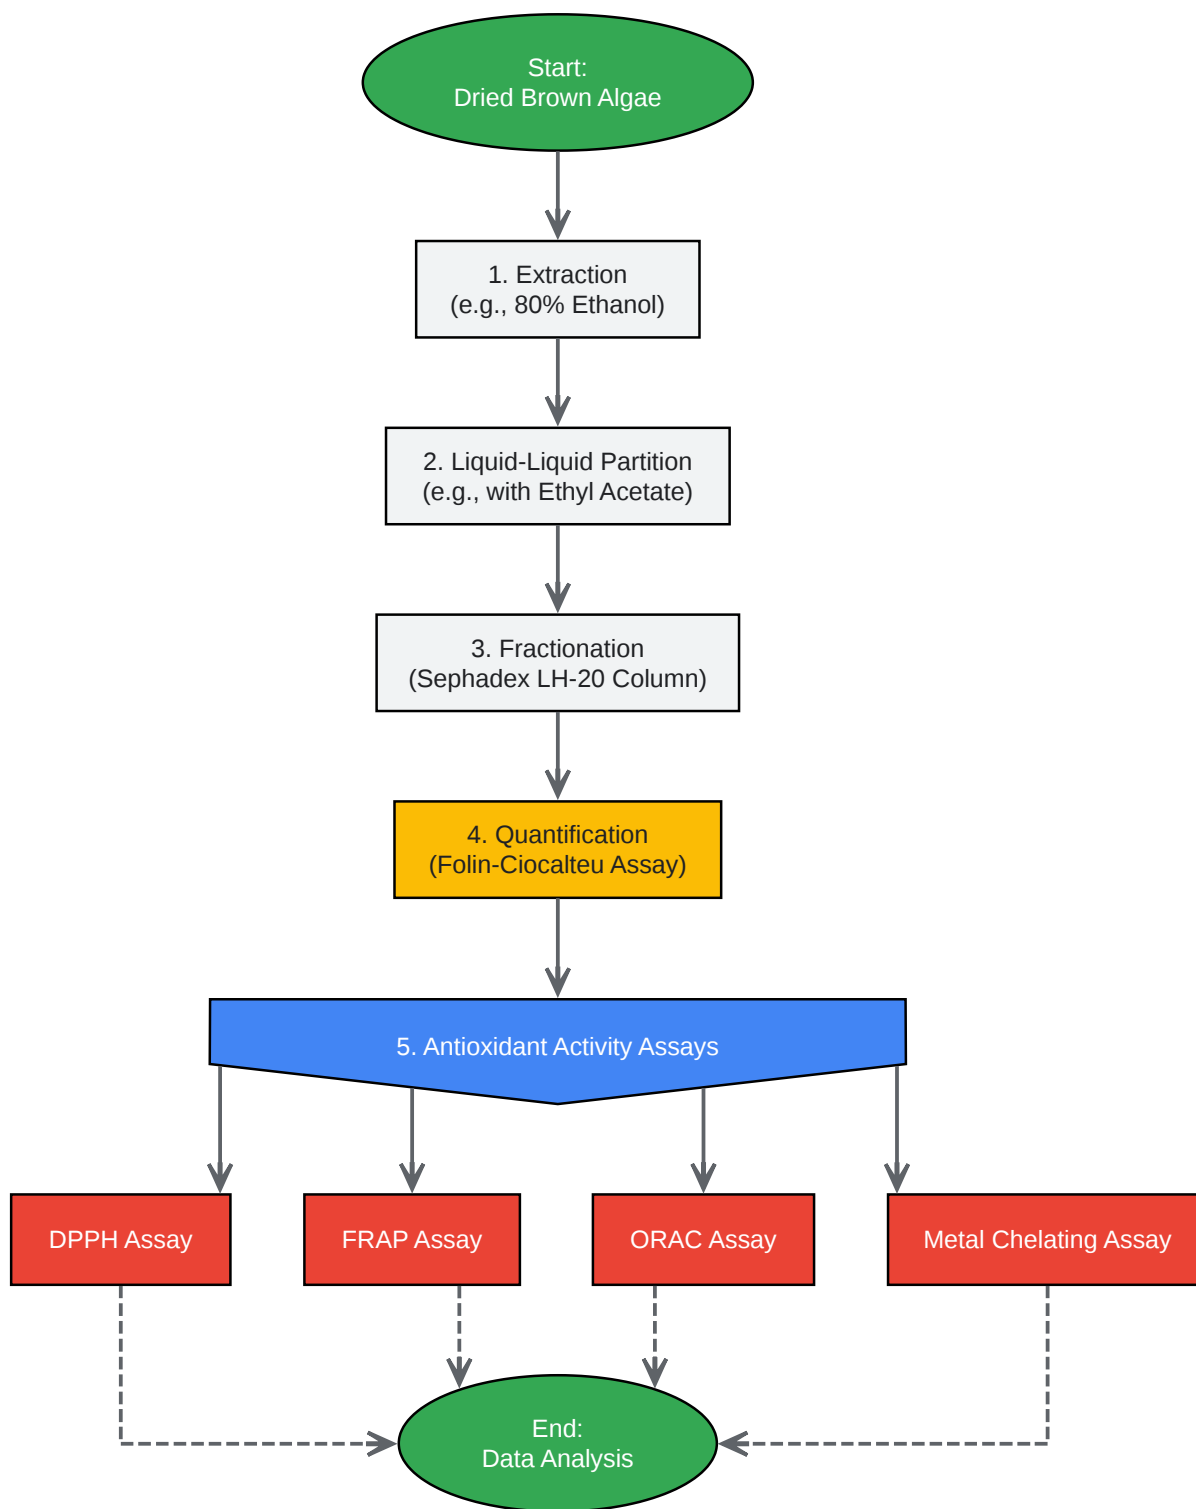 Start:
Dried Brown Algae
1. Extraction
(e.g., 80% Ethanol)
2. Liquid-Liquid Partition
(e.g., with Ethyl Acetate)
3. Fractionation
(Sephadex LH-20 Column)
4. Quantification
(Folin-Ciocalteu Assay)
5. Antioxidant Activity Assays
DPPH Assay
FRAP Assay
ORAC Assay
Metal Chelating Assay
End:
Data Analysis